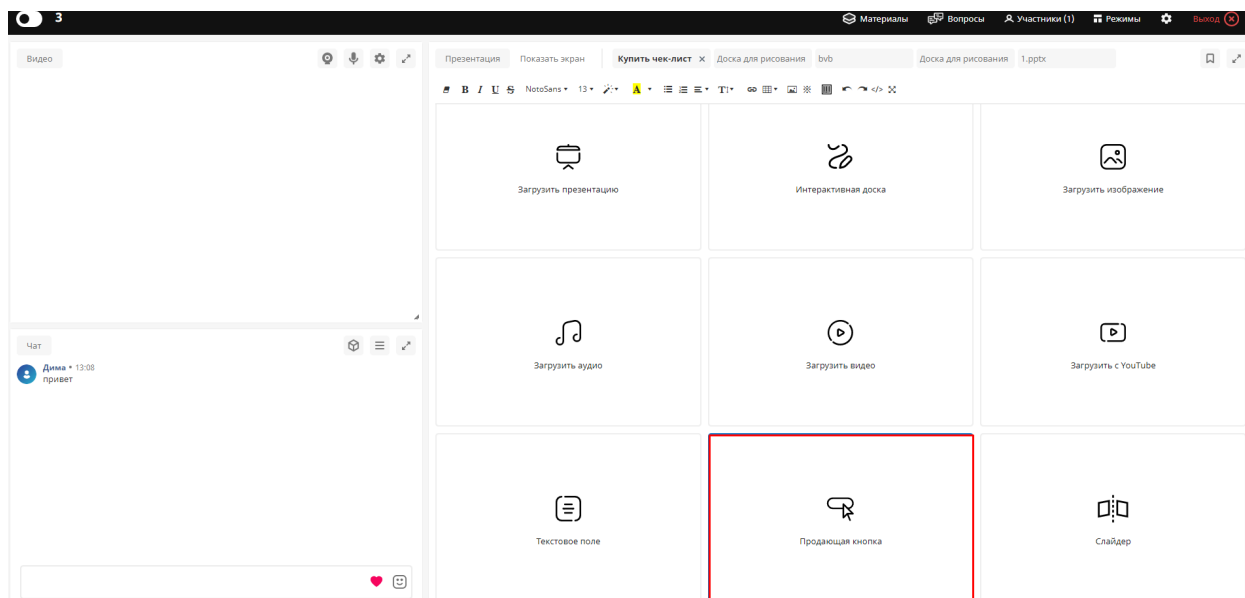 3
Материалы
Вопросы
Участники (1)
Режимы
Выход
Видео
Презентация
Показать экран
Купить чек-лист ×
Доска для рисования
bvb
Доска для рисования
1.pptx
B I U S NotoSans 13 A T
Загрузить презентацию
Интерактивная доска
Загрузить изображение
Загрузить аудио
Загрузить видео
Загрузить с YouTube
Чат
Дима • 13:08
привет
Текстовое поле
Продающая кнопка
Слайдер